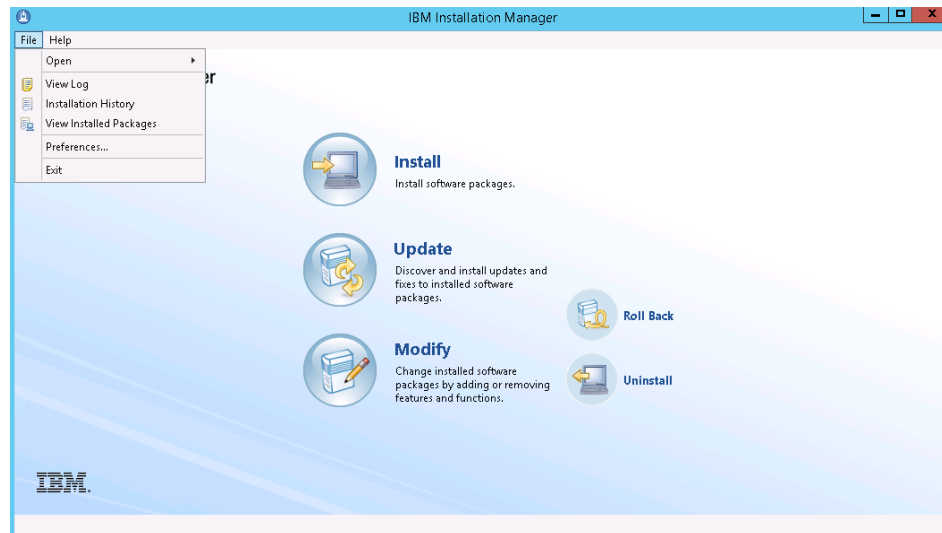 IBM Installation Manager
File Help
Open
er
View Log
Installation History
View Installed Packages
Preferences...
Exit
Install
Install software packages.
Update
Discover and install updates and
fixes to installed software
packages.
Roll Back
Modify
Change installed software
packages by adding or removing
features and functions.
Uninstall
IBM.